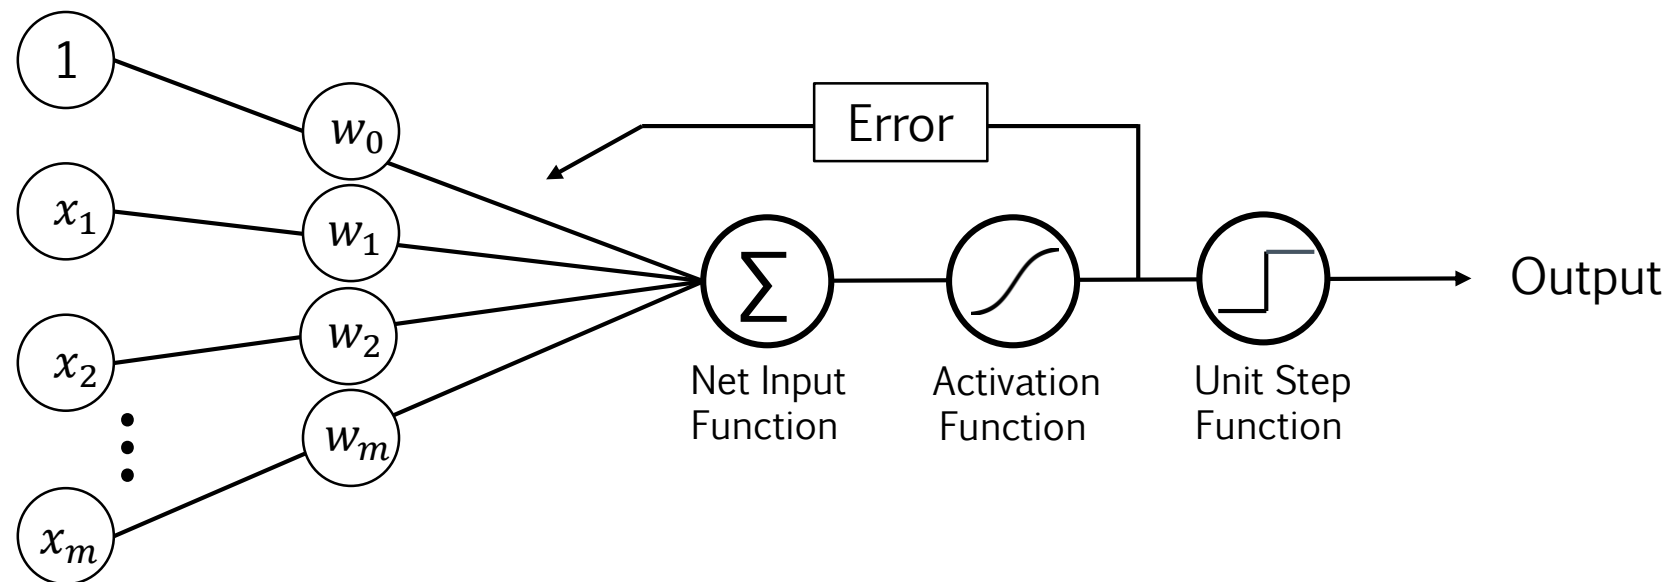 1
x₁
x₂
xₘ
w₀
w₁
w₂
wₘ
Error
∑
Net Input
Function
Activation
Function
Unit Step
Function
Output